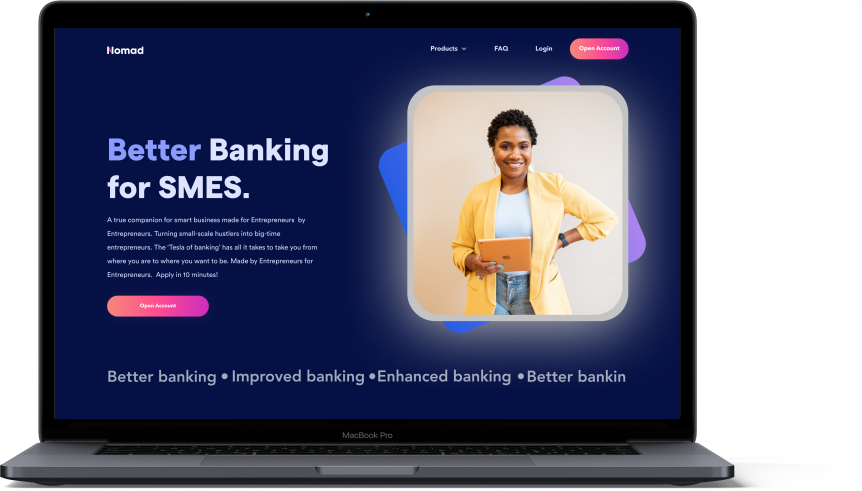 Nomad
Products
FAQ
Login
Open Account
Better Banking
for SMES.
A true companion for smart business made for Entrepreneurs by
Entrepreneurs. Turning small-scale hustlers into big-time
entrepreneurs. The 'Tesla of banking' has all it takes to take you from
where you are to where you want to be. Made by Entrepreneurs for
Entrepreneurs. Apply in 10 minutes!
Open Account
Better banking •Improved banking •Enhanced banking •Better bankin
MacBook Pro